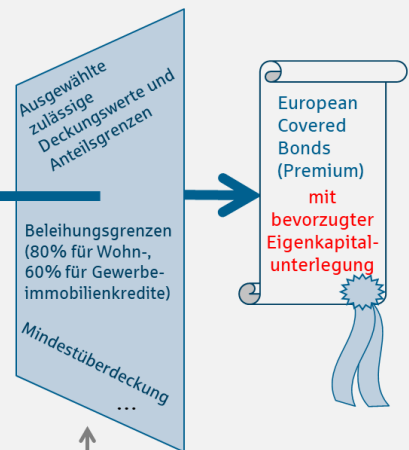 Ausgewählte
zulässige
Deckungswerte und
Anteilsgrenzen
Beleihungsgrenzen
(80% für Wohn-,
60% für Gewerbe-
immobilienkredite)
Mindestüberdeckung
...
European
Covered
Bonds
(Premium)
mit
bevorzugter
Eigenkapital-
unterlegung